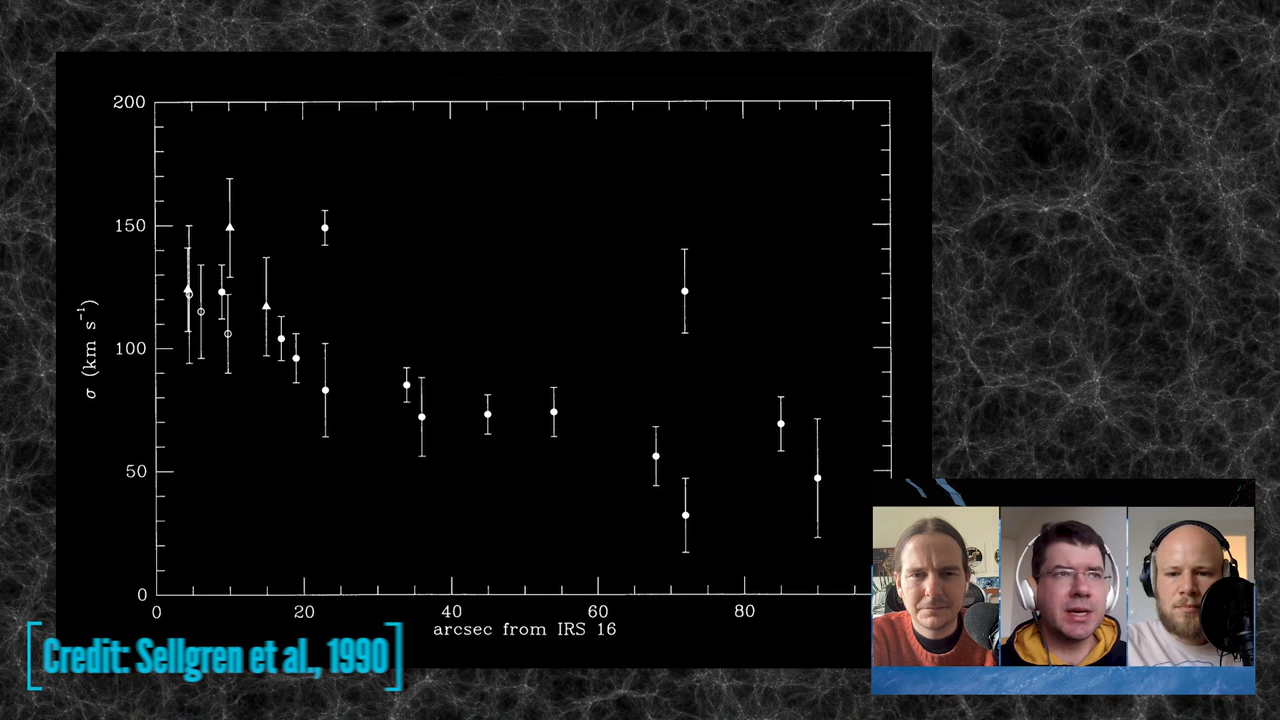 200
150
100
50
0
σ (km s⁻¹)
0 20 40 60 80
arcsec from IRS 16
[Credit: Sellgren et al., 1990]